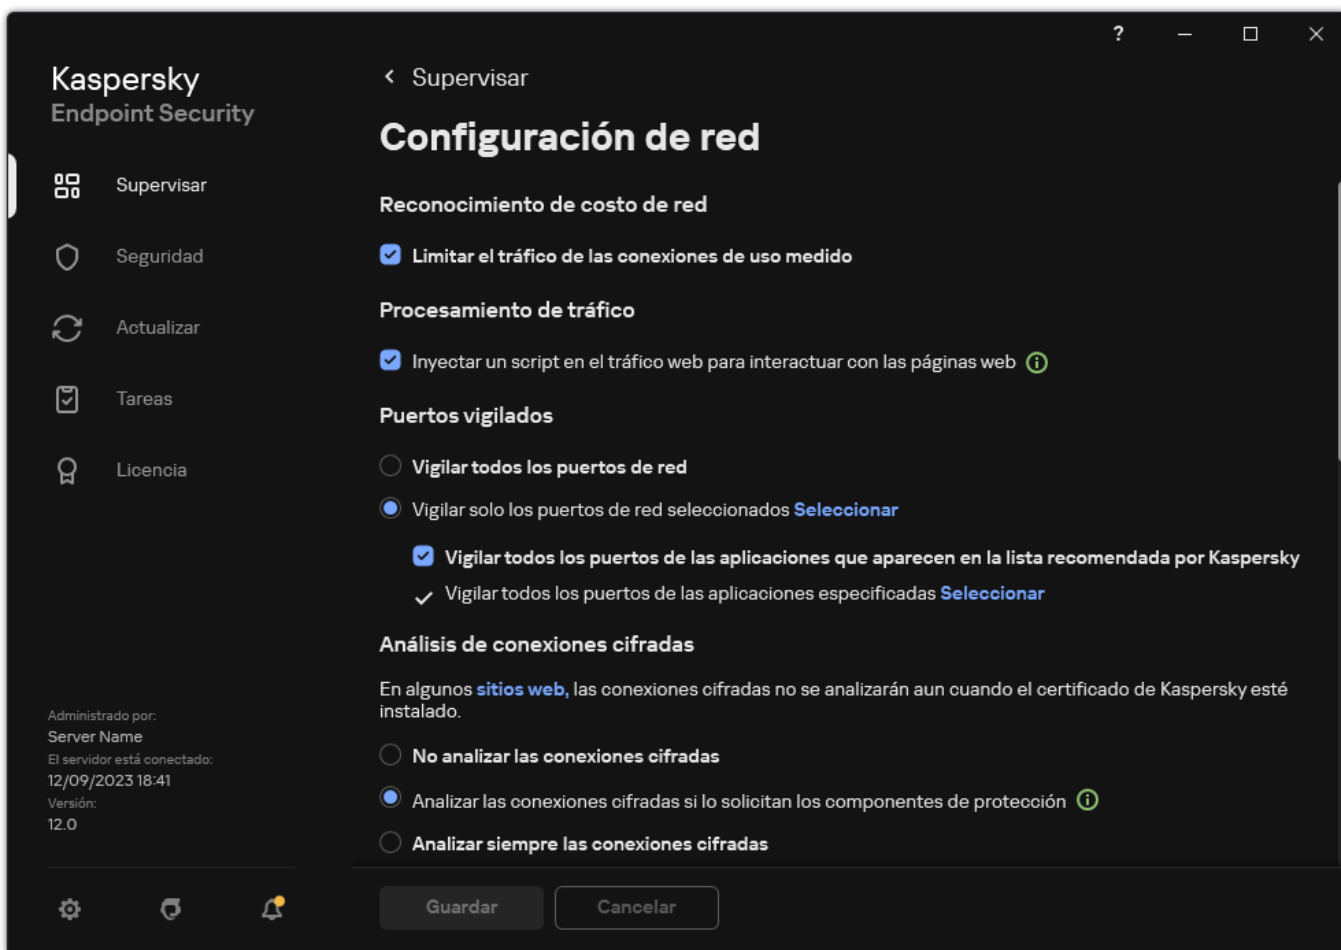 ?
Kaspersky
Endpoint Security
Supervisar
Seguridad
Actualizar
Tareas
Licencia
Administrado por:
Server Name
El servidor está conectado:
12/09/2023 18:41
Versión:
12.0
Supervisar
Configuración de red
Reconocimiento de costo de red
Limitar el tráfico de las conexiones de uso medido
Procesamiento de tráfico
Inyectar un script en el tráfico web para interactuar con las páginas web
Puertos vigilados
Vigilar todos los puertos de red
Vigilar solo los puertos de red seleccionados Seleccionar
Vigilar todos los puertos de las aplicaciones que aparecen en la lista recomendada por Kaspersky
Vigilar todos los puertos de las aplicaciones especificadas Seleccionar
Análisis de conexiones cifradas
En algunos sitios web, las conexiones cifradas no se analizarán aun cuando el certificado de Kaspersky esté
instalado.
No analizar las conexiones cifradas
Analizar las conexiones cifradas si lo solicitan los componentes de protección
Analizar siempre las conexiones cifradas
Guardar
Cancelar